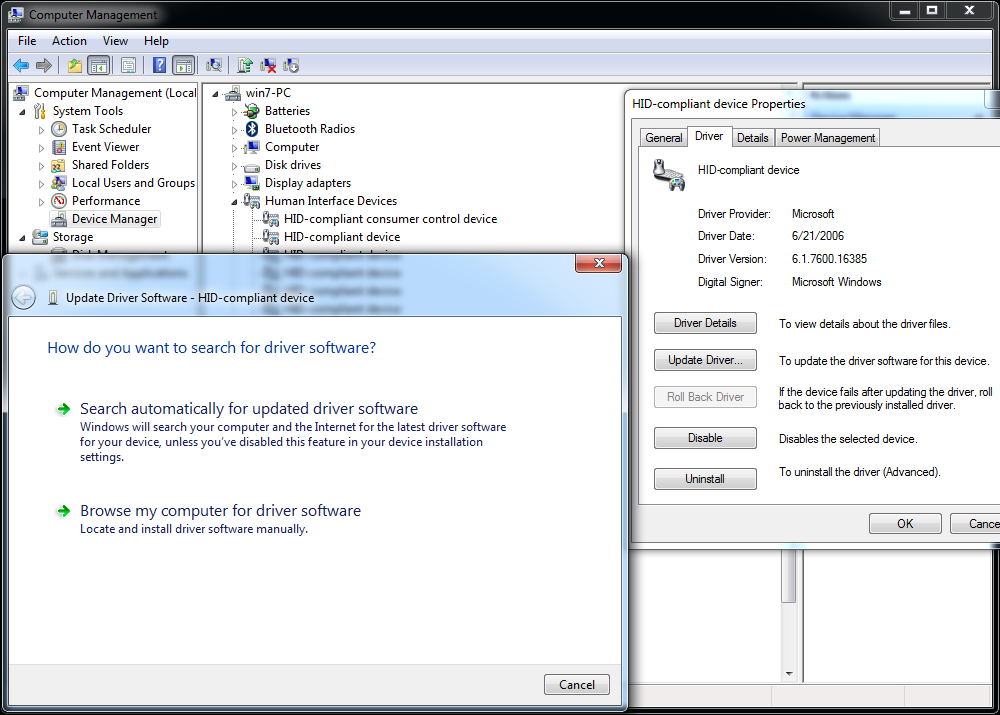 Computer Management
File Action View Help
Computer Management (Local
System Tools
Task Scheduler
Event Viewer
Shared Folders
Local Users and Groups
Performance
Device Manager
Storage
win7-PC
Batteries
Bluetooth Radios
Computer
Disk drives
Display adapters
Human Interface Devices
HID-compliant consumer control device
HID-compliant device
HID-compliant device Properties
General Driver Details Power Management
HID-compliant device
Driver Provider: Microsoft
Driver Date: 6/21/2006
Driver Version: 6.1.7600.16385
Digital Signer: Microsoft Windows
Driver Details To view details about the driver files.
Update Driver... To update the driver software for this device.
Roll Back Driver If the device fails after updating the driver, roll
back to the previously installed driver.
Disable Disables the selected device.
Uninstall To uninstall the driver (Advanced).
OK Cance
Update Driver Software - HID-compliant device
How do you want to search for driver software?
Search automatically for updated driver software
Windows will search your computer and the Internet for the latest driver software
for your device, unless you've disabled this feature in your device installation
settings.
Browse my computer for driver software
Locate and install driver software manually.
Cancel